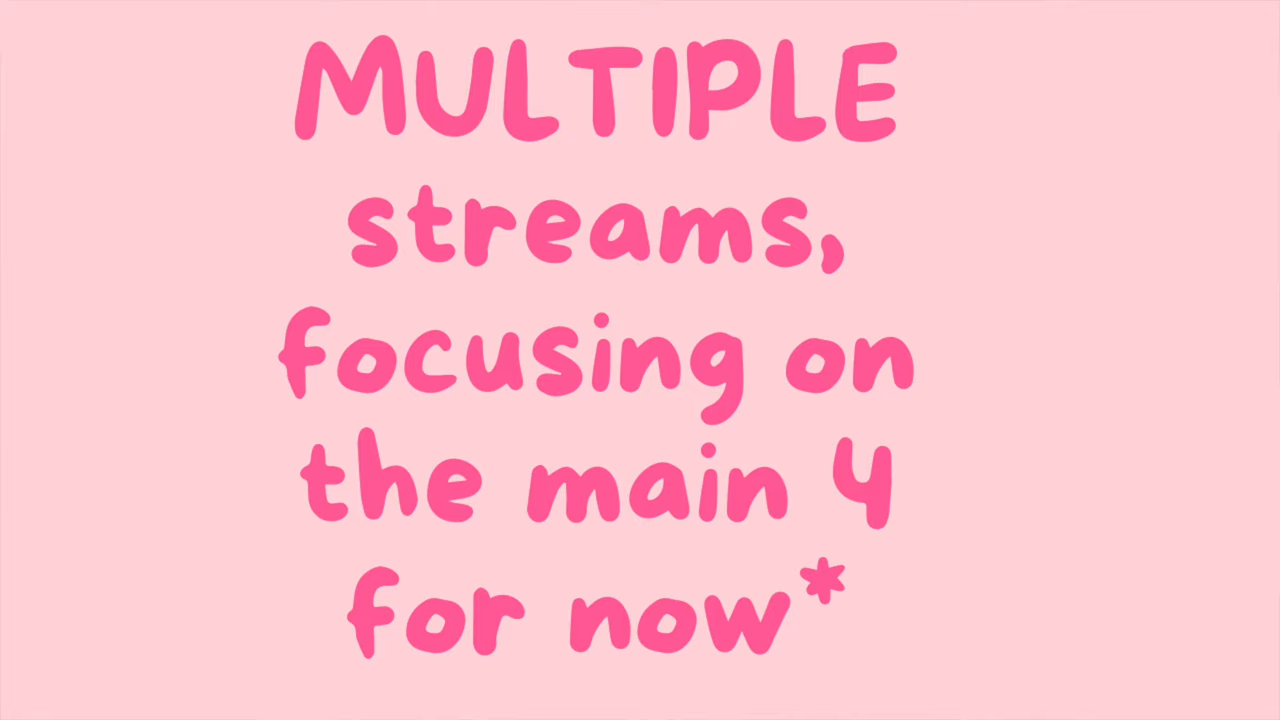 MULTIPLE
streams,
focusing on
the main 4
for now*